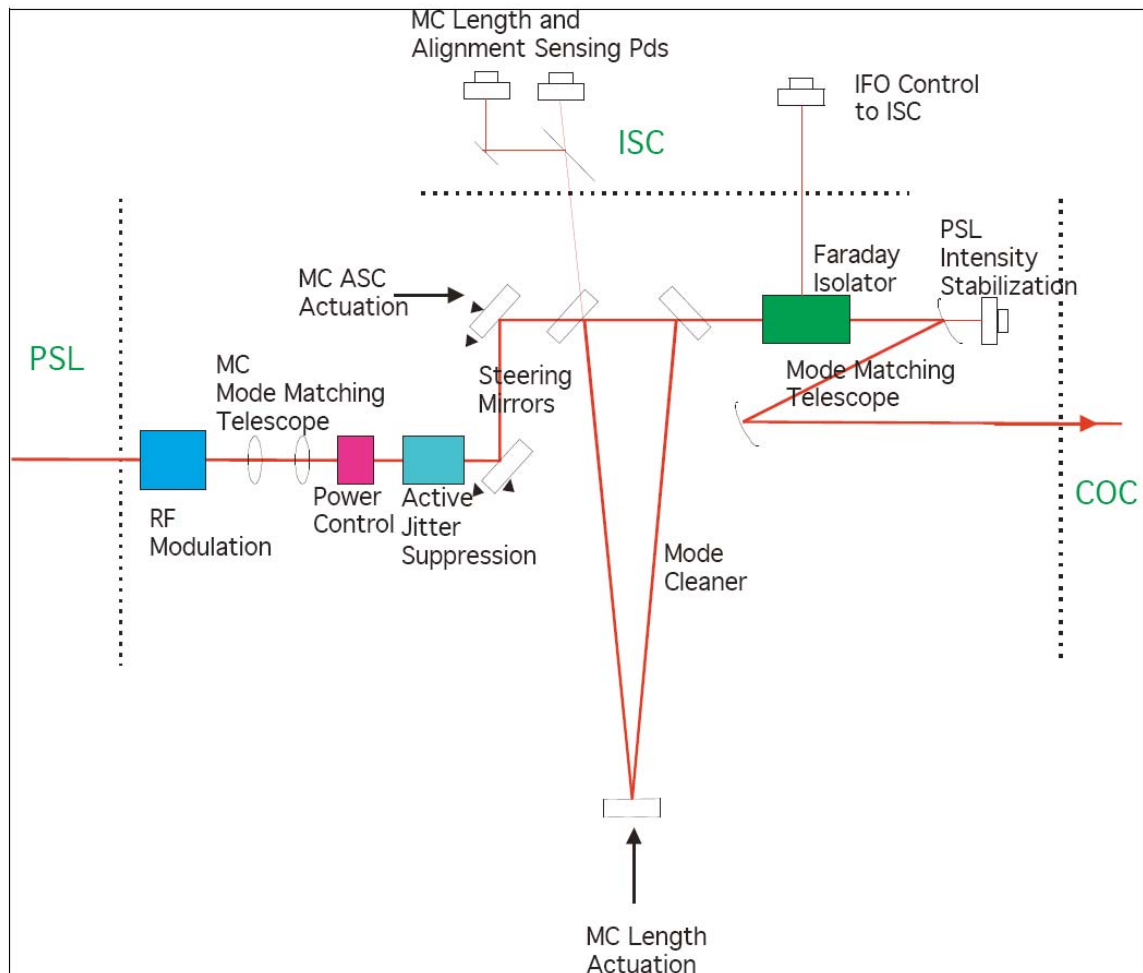 MC Length and
Alignment Sensing Pds
IFO Control
to ISC
ISC
PSL
Intensity
Stabilization
Faraday
Isolator
MC ASC
Actuation
PSL
MC
Mode Matching
Telescope
Steering
Mirrors
Mode Matching
Telescope
COC
RF
Modulation
Power
Control
Active
Jitter
Suppression
Mode
Cleaner
MC Length
Actuation